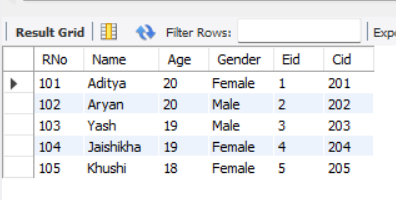 Result Grid Filter Rows: Expo
RNo Name Age Gender Eid Cid
101 Aditya 20 Female 1 201
102 Aryan 20 Male 2 202
103 Yash 19 Male 3 203
104 Jaishikha 19 Female 4 204
105 Khushi 18 Female 5 205